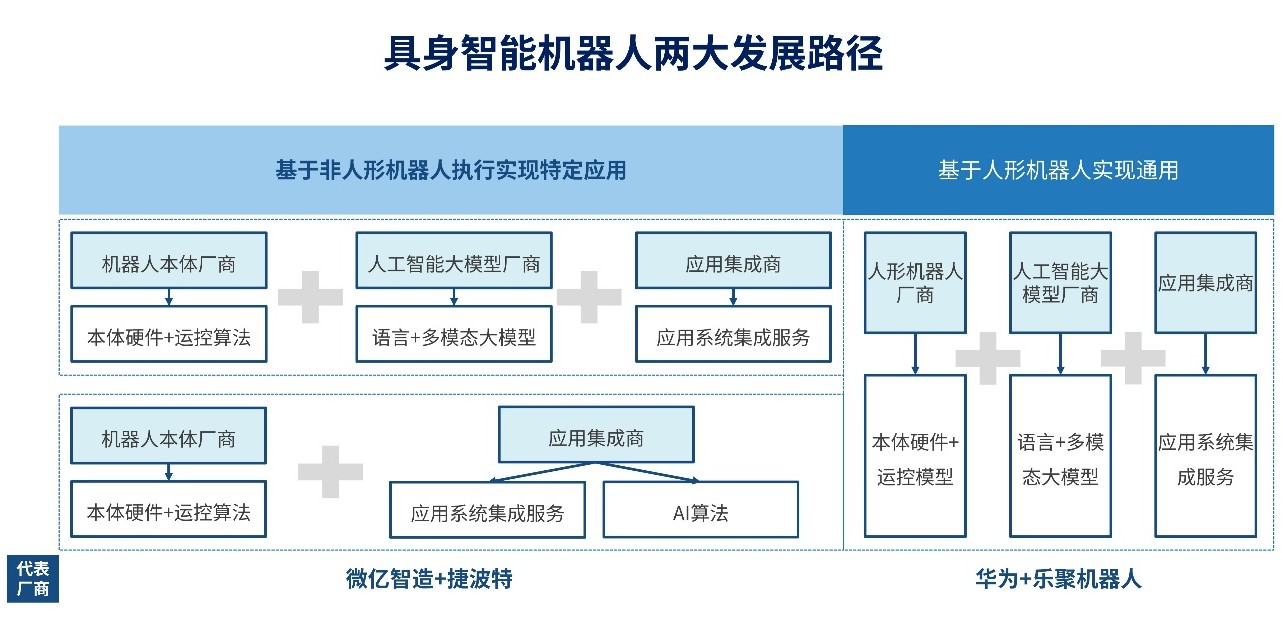 具身智能机器人两大发展路径
基于非人形机器人执行实现特定应用
基于人形机器人实现通用
机器人本体厂商
人工智能大模型厂商
应用集成商
本体硬件+运控算法
语言+多模态大模型
应用系统集成服务
机器人本体厂商
应用集成商
本体硬件+运控算法
应用系统集成服务
AI算法
人形机器人
厂商
人工智能大
模型厂商
应用集成商
本体硬件+
运控模型
语言+多模
态大模型
应用系统集
成服务
代表
厂商
微亿智造+捷波特
华为+乐聚机器人